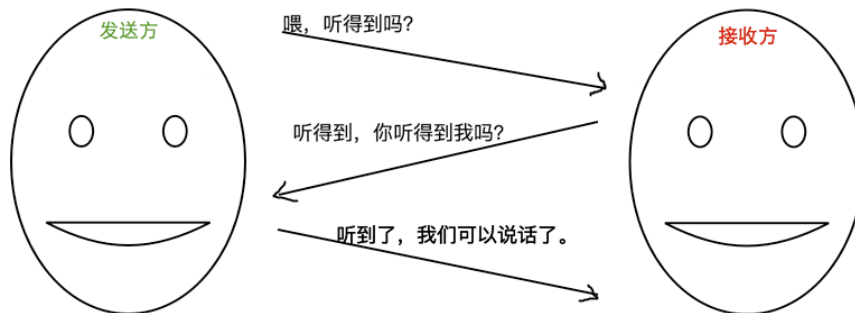 发送方
喂，听得到吗？
接收方
听得到，你听得到我吗？
听到了，我们可以说话了。